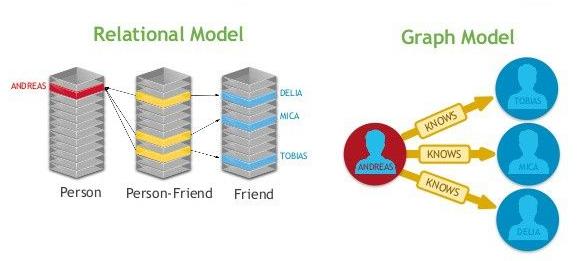 Relational Model
ANDREAS
DELIA
MICA
TOBIAS
Person
Person-Friend
Friend
Graph Model
ANDREAS
KNOWS
KNOWS
KNOWS
TOBIAS
MICA
DELIA